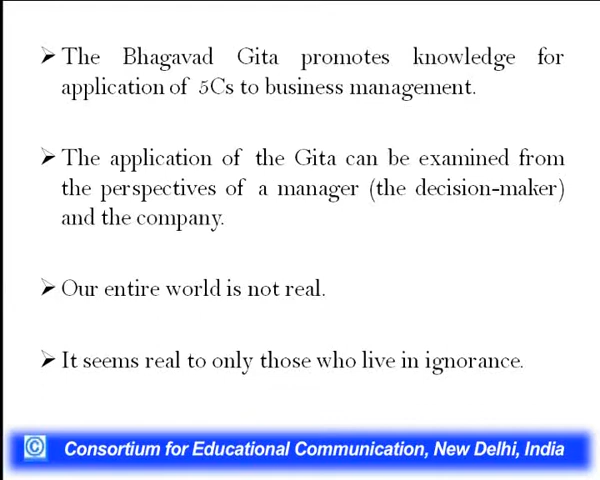 ➤ The Bhagavad Gita promotes knowledge for
application of 5Cs to business management.
➤ The application of the Gita can be examined from
the perspectives of a manager (the decision-maker)
and the company.
➤ Our entire world is not real.
➤ It seems real to only those who live in ignorance.
© Consortium for Educational Communication, New Delhi, India